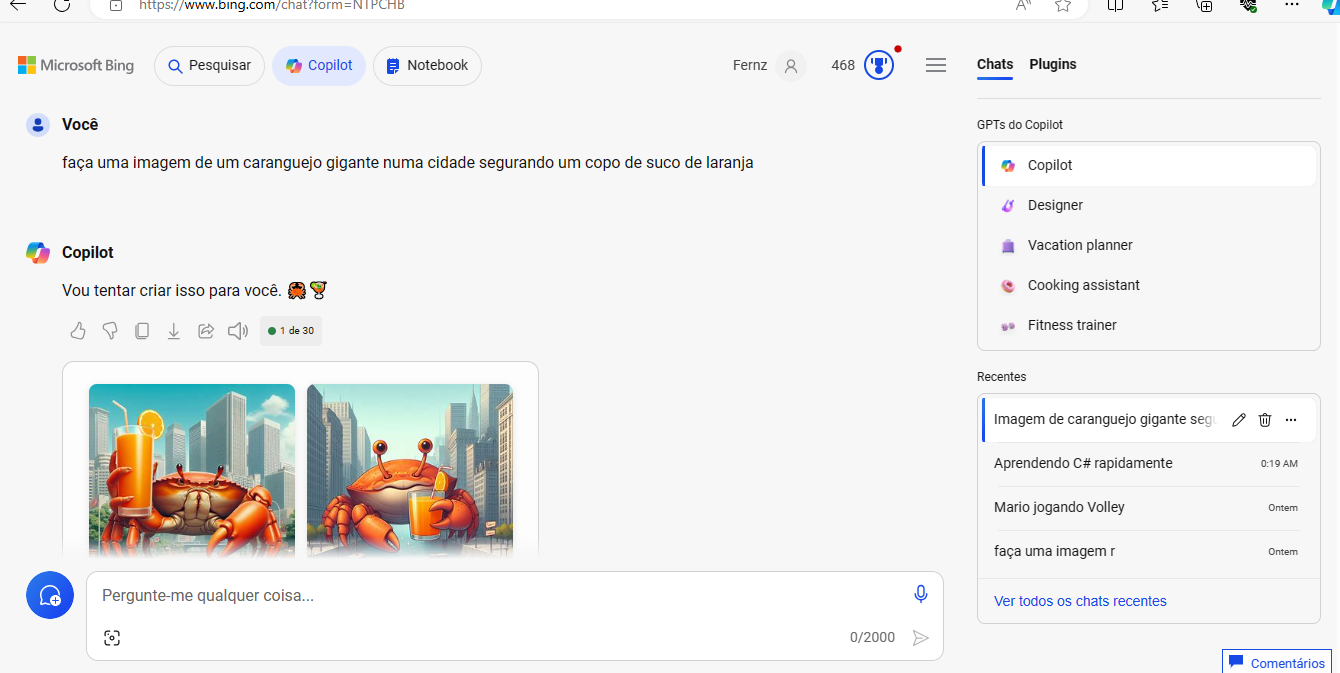 https://www.bing.com/chat?form=NTPCHB
Microsoft Bing
Pesquisar
Copilot
Notebook
Fernz
468
Chats
Plugins
Você
faça uma imagem de um caranguejo gigante numa cidade segurando um copo de suco de laranja
Copilot
Vou tentar criar isso para você. 🦀🍹
1 de 30
Pergunte-me qualquer coisa...
0/2000
GPTs do Copilot
Copilot
Designer
Vacation planner
Cooking assistant
Fitness trainer
Recentes
Imagem de caranguejo gigante segu
Aprendendo C# rapidamente
0:19 AM
Mario jogando Volley
Ontem
faça uma imagem r
Ontem
Ver todos os chats recentes
Comentários